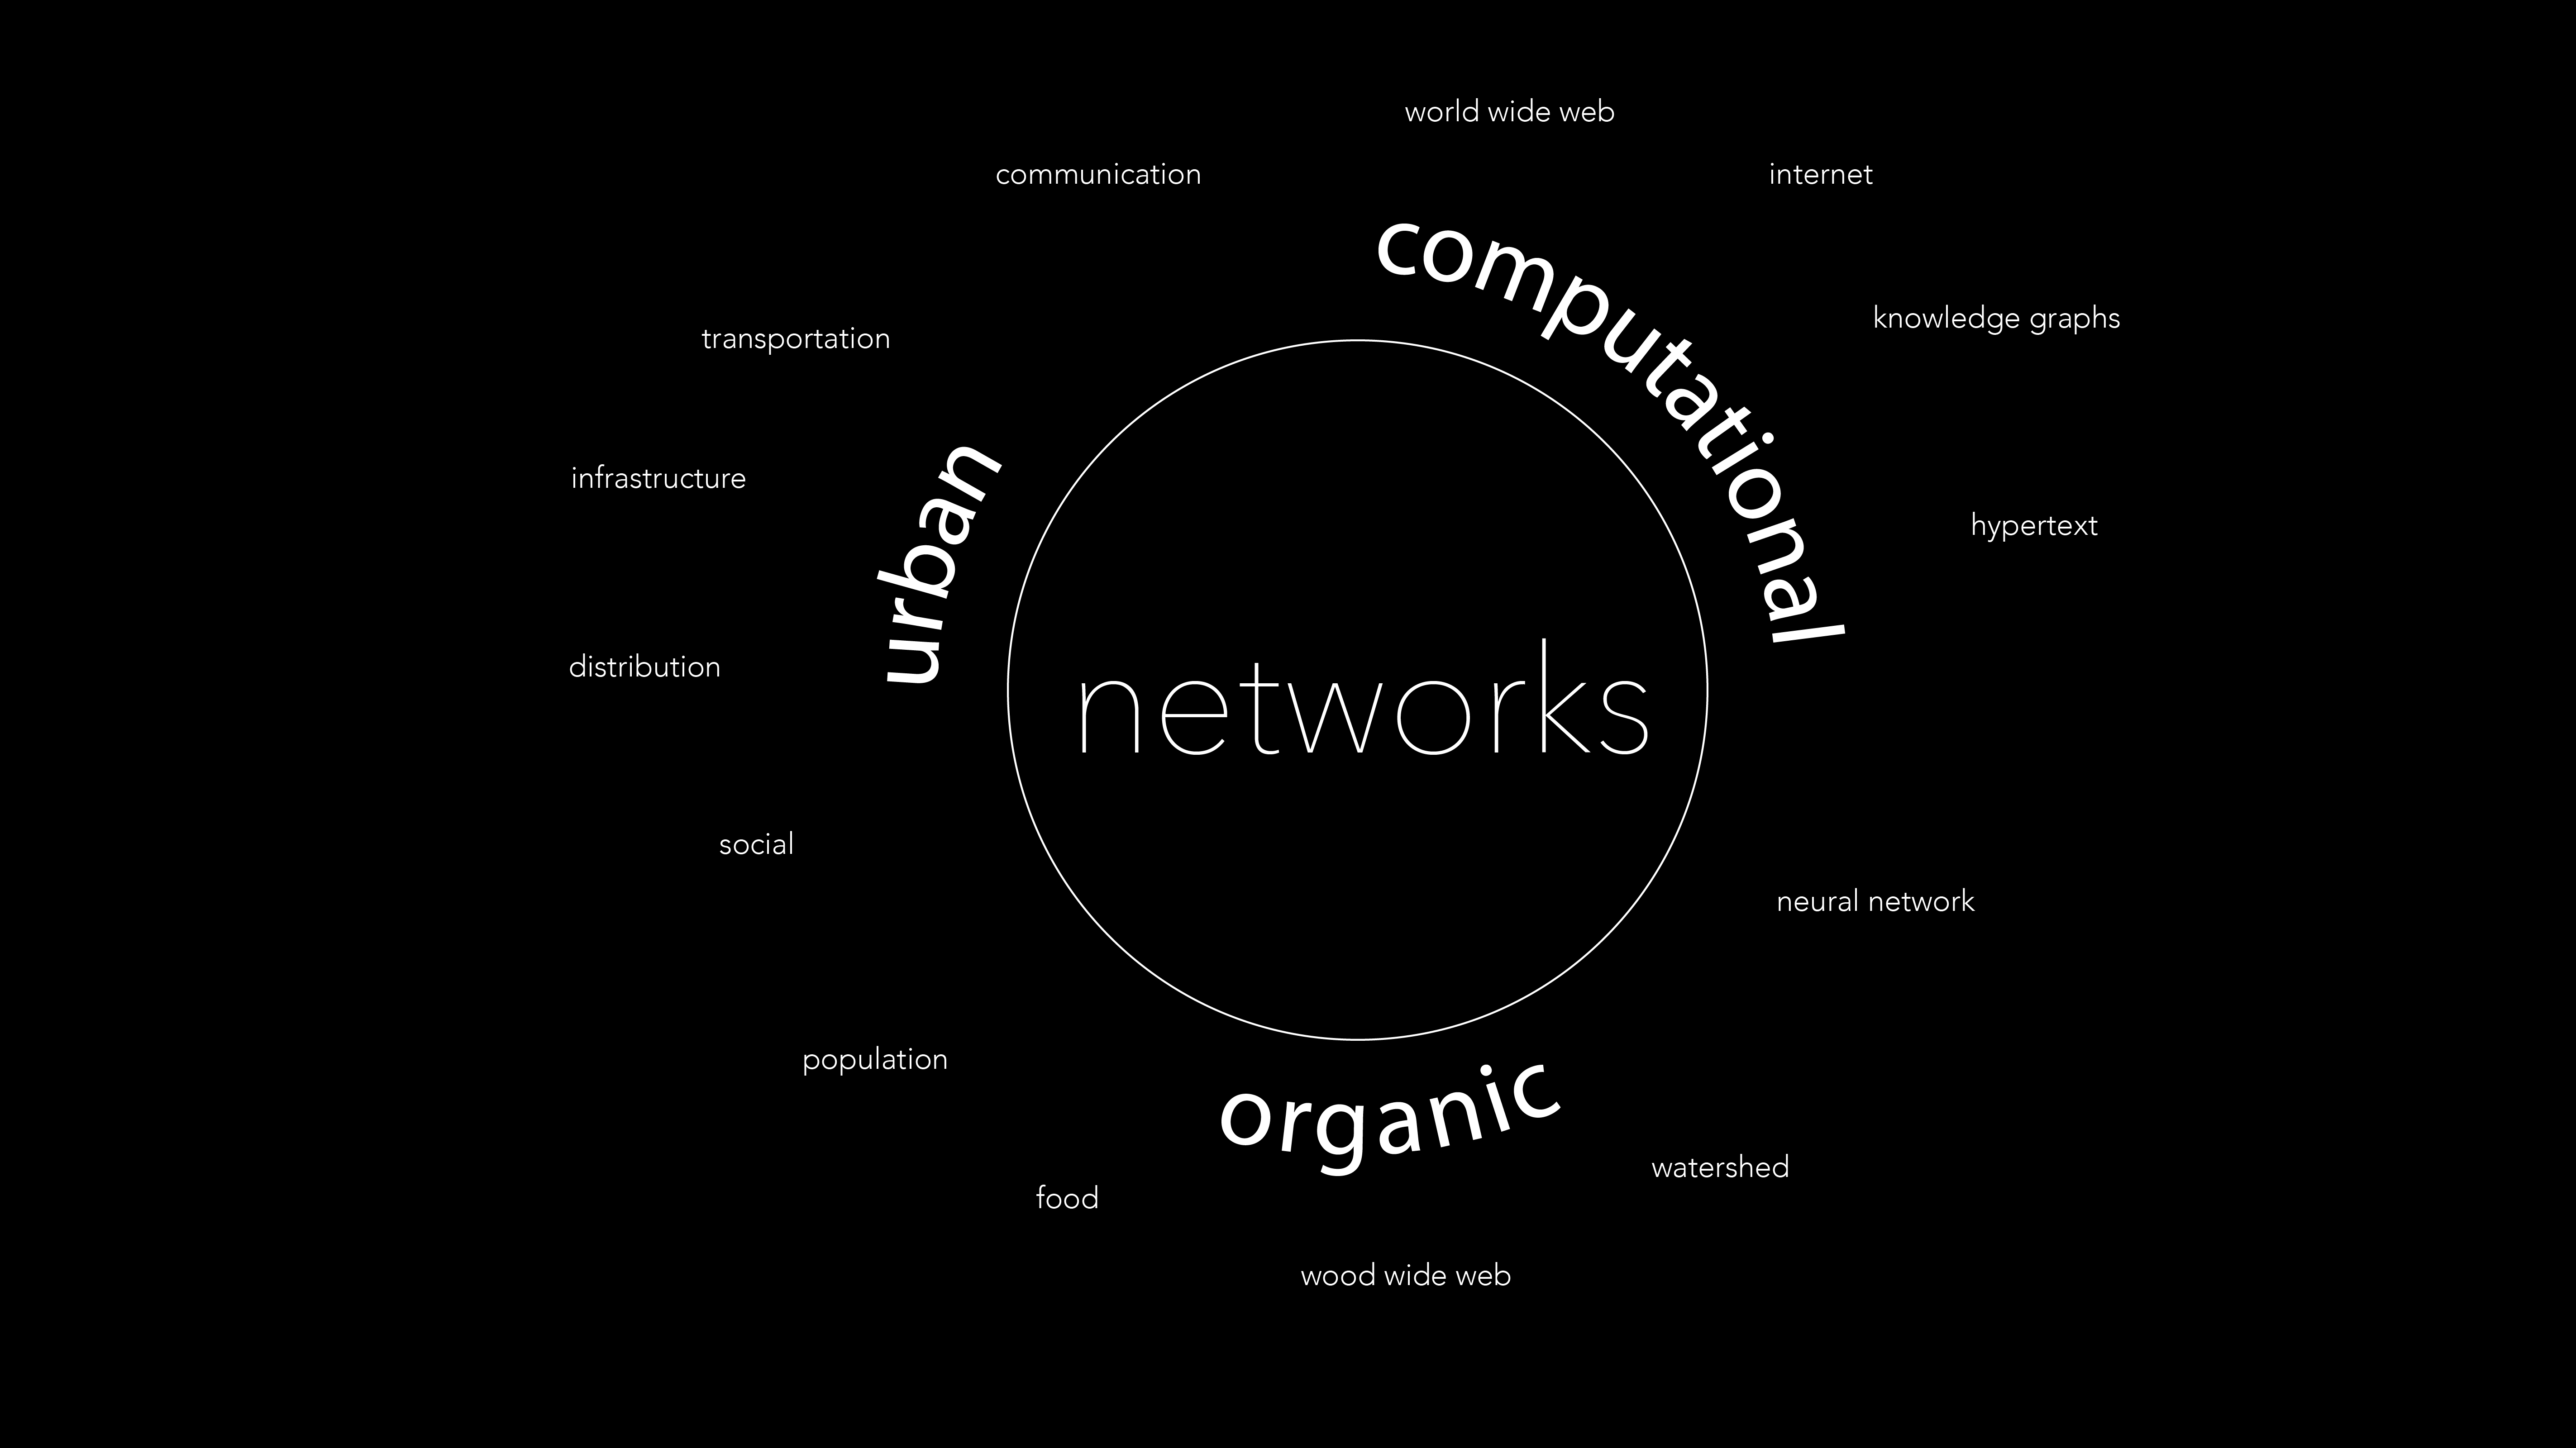 world wide web
communication
internet
computational
knowledge graphs
transportation
urban
infrastructure
hypertext
distribution
networks
social
neural network
population
organic
watershed
food
wood wide web